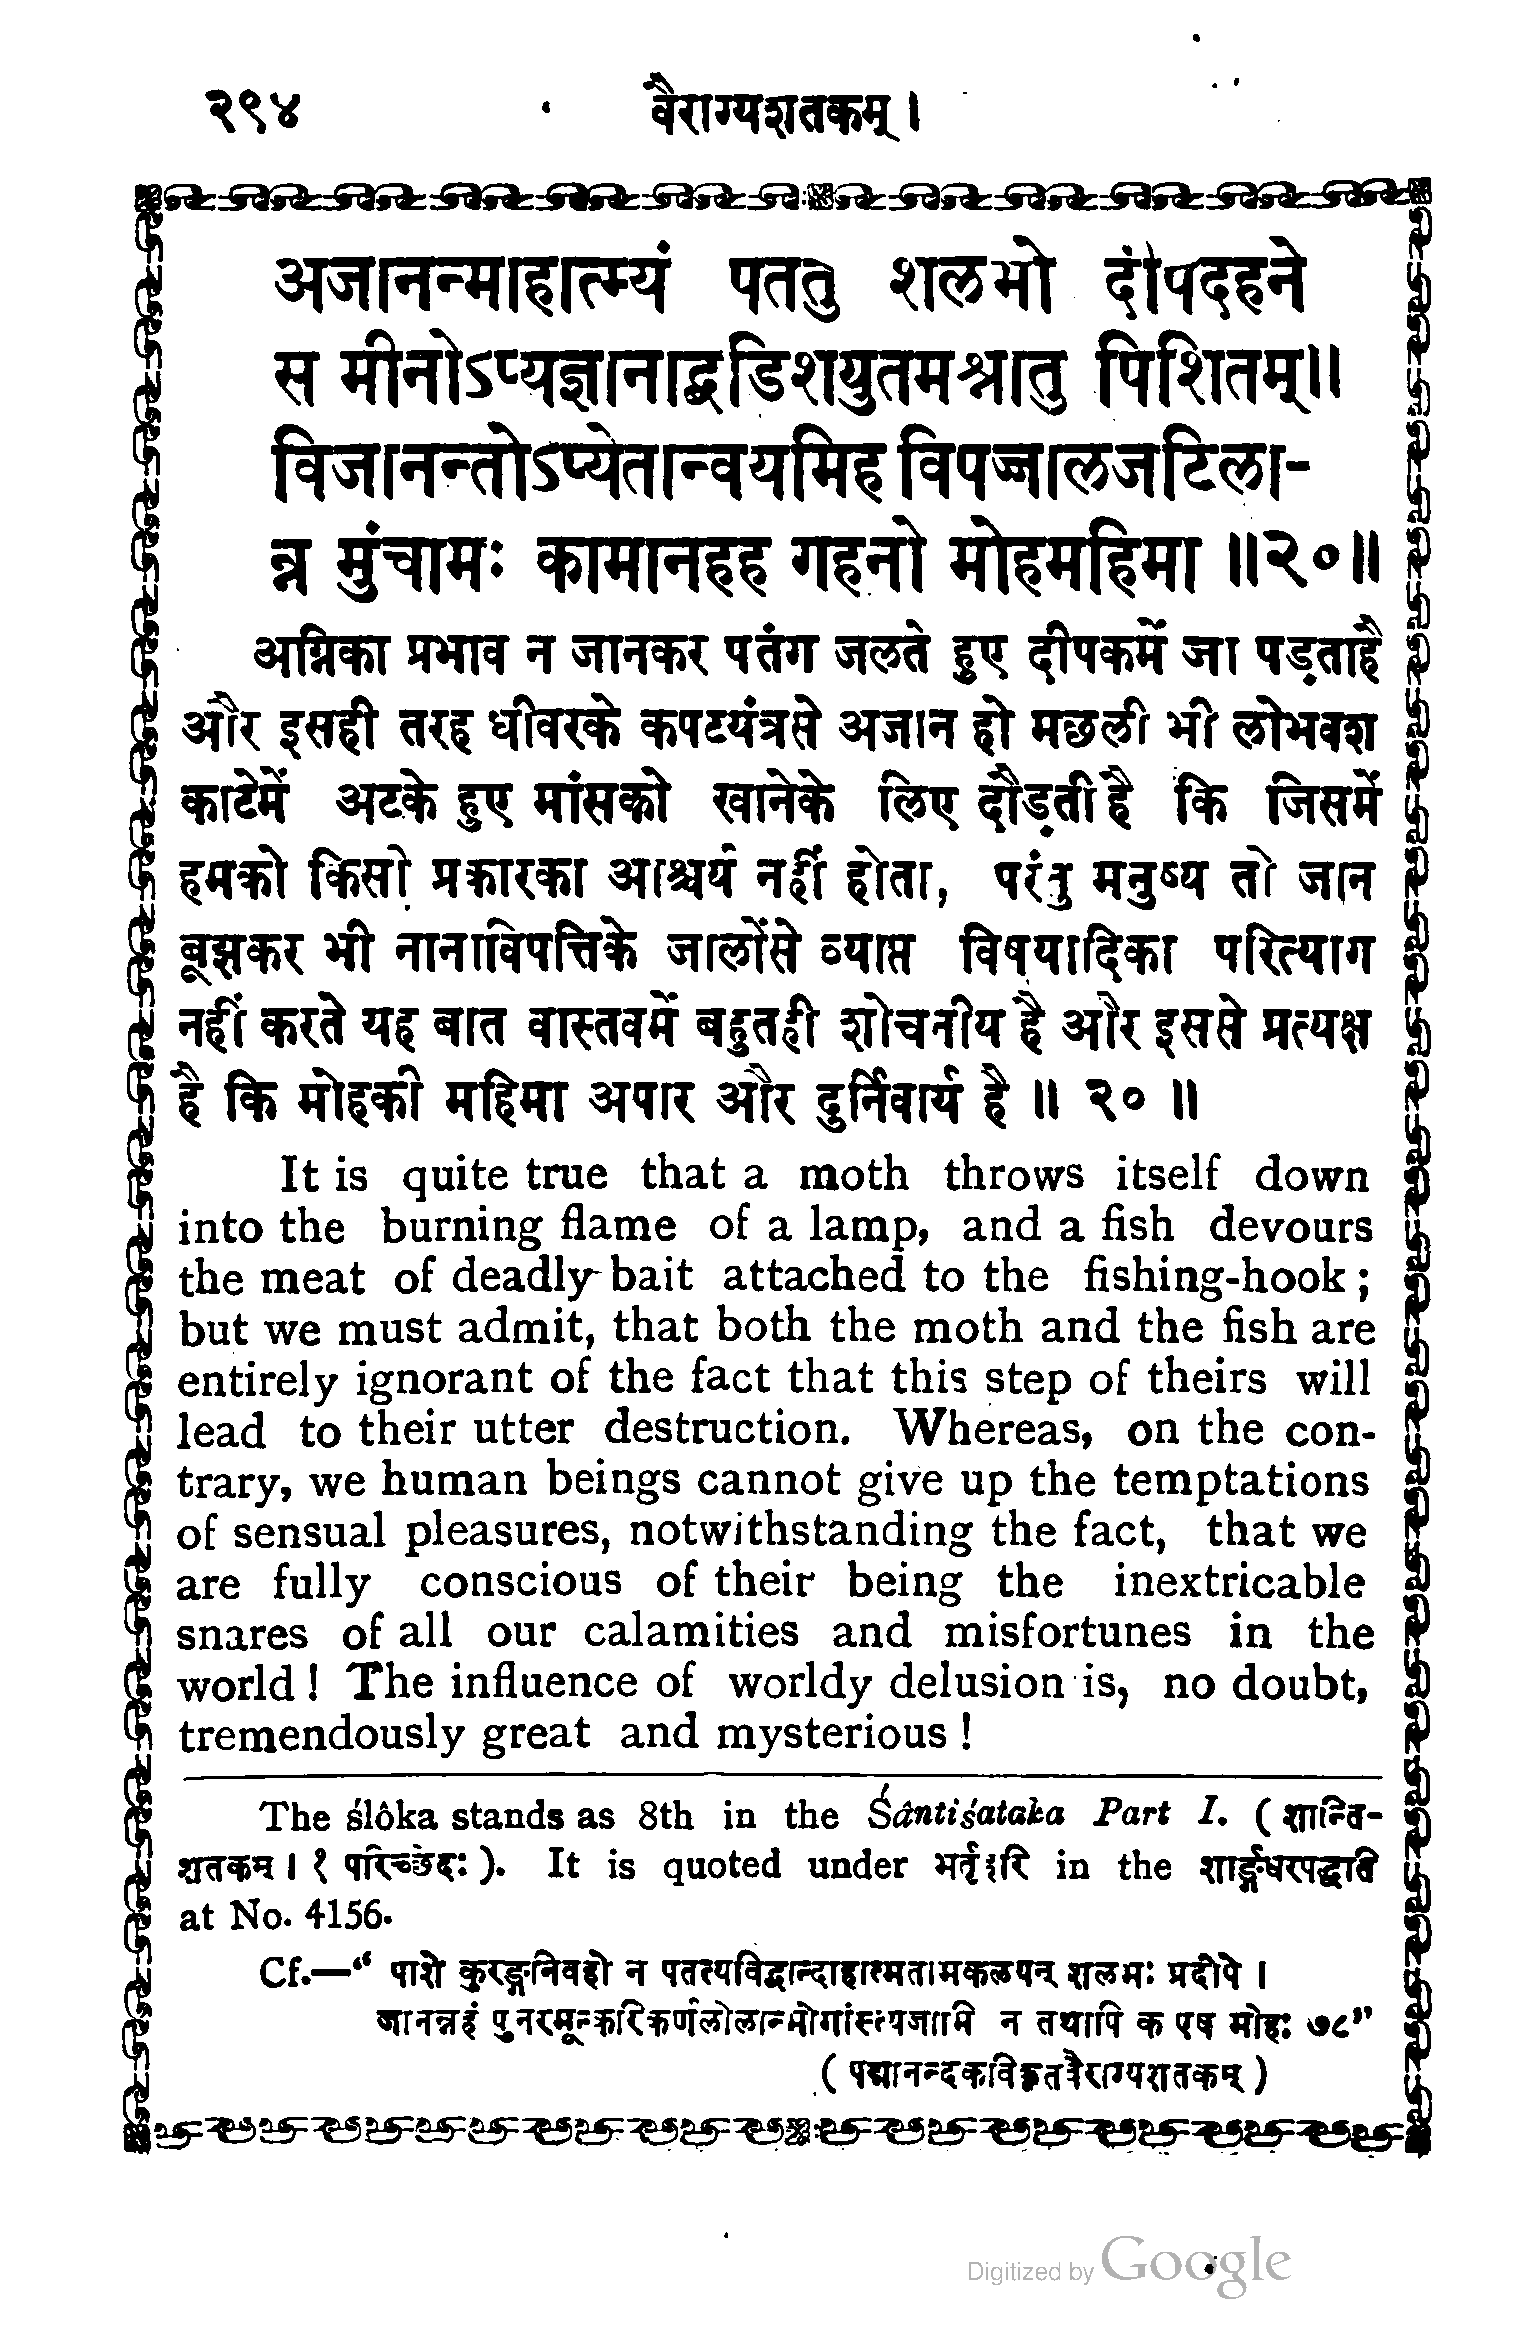 २९४ वैराग्यशतकम् ।
अजानन्माहात्म्यं पततु शलभो दीपदहने
स मीनोऽप्यज्ञानाद्बडिशयुतमश्नातु पिशितम्॥
विजानन्तोऽप्येतान्वयमिह विपज्जालजटिला-
न्न मुंचामः कामानहह गहनो मोहमहिमा ॥२०॥
अग्निका प्रभाव न जानकर पतंग जलते हुए दीपकमें जा पड़ताहै
और इसही तरह धीवरके कपटयंत्रसे अजान हो मछली भी लोभवश
काटेमें अटके हुए मांसको खानेके लिए दौड़ती है कि जिसमें
हमको किसी प्रकारका आश्चर्य नहीं होता, परंतु मनुष्य तो जान
बूझकर भी नानाविपत्तिके जालोंसे व्याप्त विषयादिका परित्याग
नहीं करते यह बात वास्तवमें बहुतही शोचनीय है और इससे प्रत्यक्ष
है कि मोहकी महिमा अपार और दुर्निवार्य है ॥ २० ॥
It is quite true that a moth throws itself down
into the burning flame of a lamp, and a fish devours
the meat of deadly bait attached to the fishing-hook ;
but we must admit, that both the moth and the fish are
entirely ignorant of the fact that this step of theirs will
lead to their utter destruction. Whereas, on the con-
trary, we human beings cannot give up the temptations
of sensual pleasures, notwithstanding the fact, that we
are fully conscious of their being the inextricable
snares of all our calamities and misfortunes in the
world ! The influence of worldy delusion is, no doubt,
tremendously great and mysterious !
The ślôka stands as 8th in the Śântiśataka Part I. ( शान्ति-
शतकम् । १ परिच्छेदः ). It is quoted under भर्तृहरि in the शार्ङ्गधरपद्धति
at No. 4156.
Cf.—“ पाशे कुरङ्गनिवहो न पतत्यविद्वान्दाहात्मतामकलयन् शलभः प्रदीपे ।
जानन्नहं पुनरमून्करिकर्णलोलान्भोगांस्त्यजामि न तथापि क एष मोहः ७८”
( पद्मानन्दकविकृतवैराग्यशतकम् )
Digitized by Google